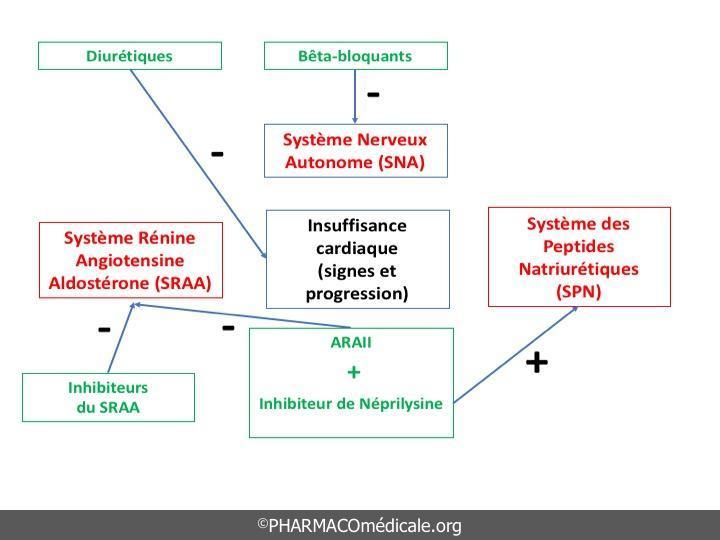 Diurétiques
Bêta-bloquants
-
Système Nerveux
Autonome (SNA)
-
Insuffisance
cardiaque
(signes et
progression)
Système des
Peptides
Natriurétiques
(SPN)
Système Rénine
Angiotensine
Aldostérone (SRAA)
-
-
ARAII
+
Inhibiteur de Néprilysine
+
Inhibiteurs
du SRAA
©PHARMACOmédicale.org